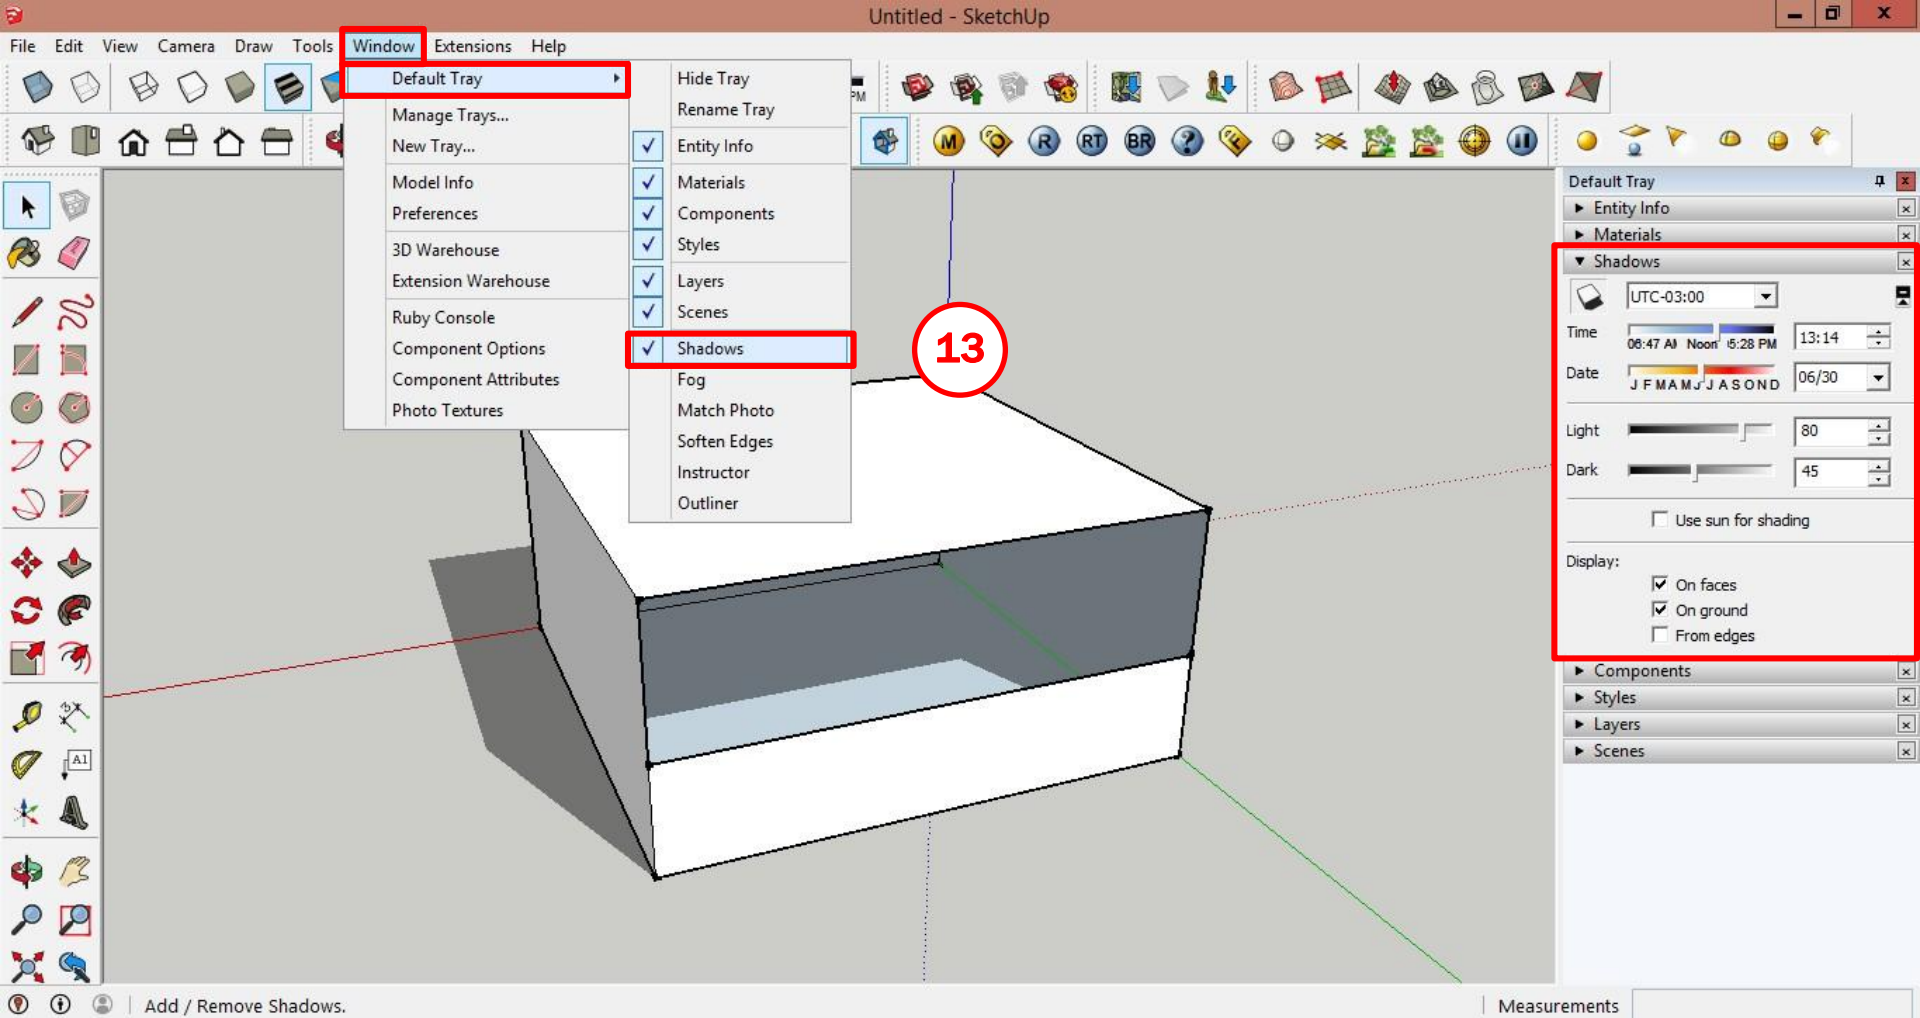 Untitled - SketchUp
File Edit View Camera Draw Tools Window Extensions Help
Default Tray
Manage Trays...
New Tray...
Model Info
Preferences
3D Warehouse
Extension Warehouse
Ruby Console
Component Options
Component Attributes
Photo Textures
Hide Tray
Rename Tray
Entity Info
Materials
Components
Styles
Layers
Scenes
Shadows
Fog
Match Photo
Soften Edges
Instructor
Outliner
13
PM
M R RT BR ?
A1
Default Tray
Entity Info
Materials
Shadows
UTC-03:00
Time
06:47 Noon 5:28 PM
13:14
Date
J F M A M J J A S O N D
06/30
Light
80
Dark
45
Use sun for shading
Display:
On faces
On ground
From edges
Components
Styles
Layers
Scenes
Add / Remove Shadows.
Measurements